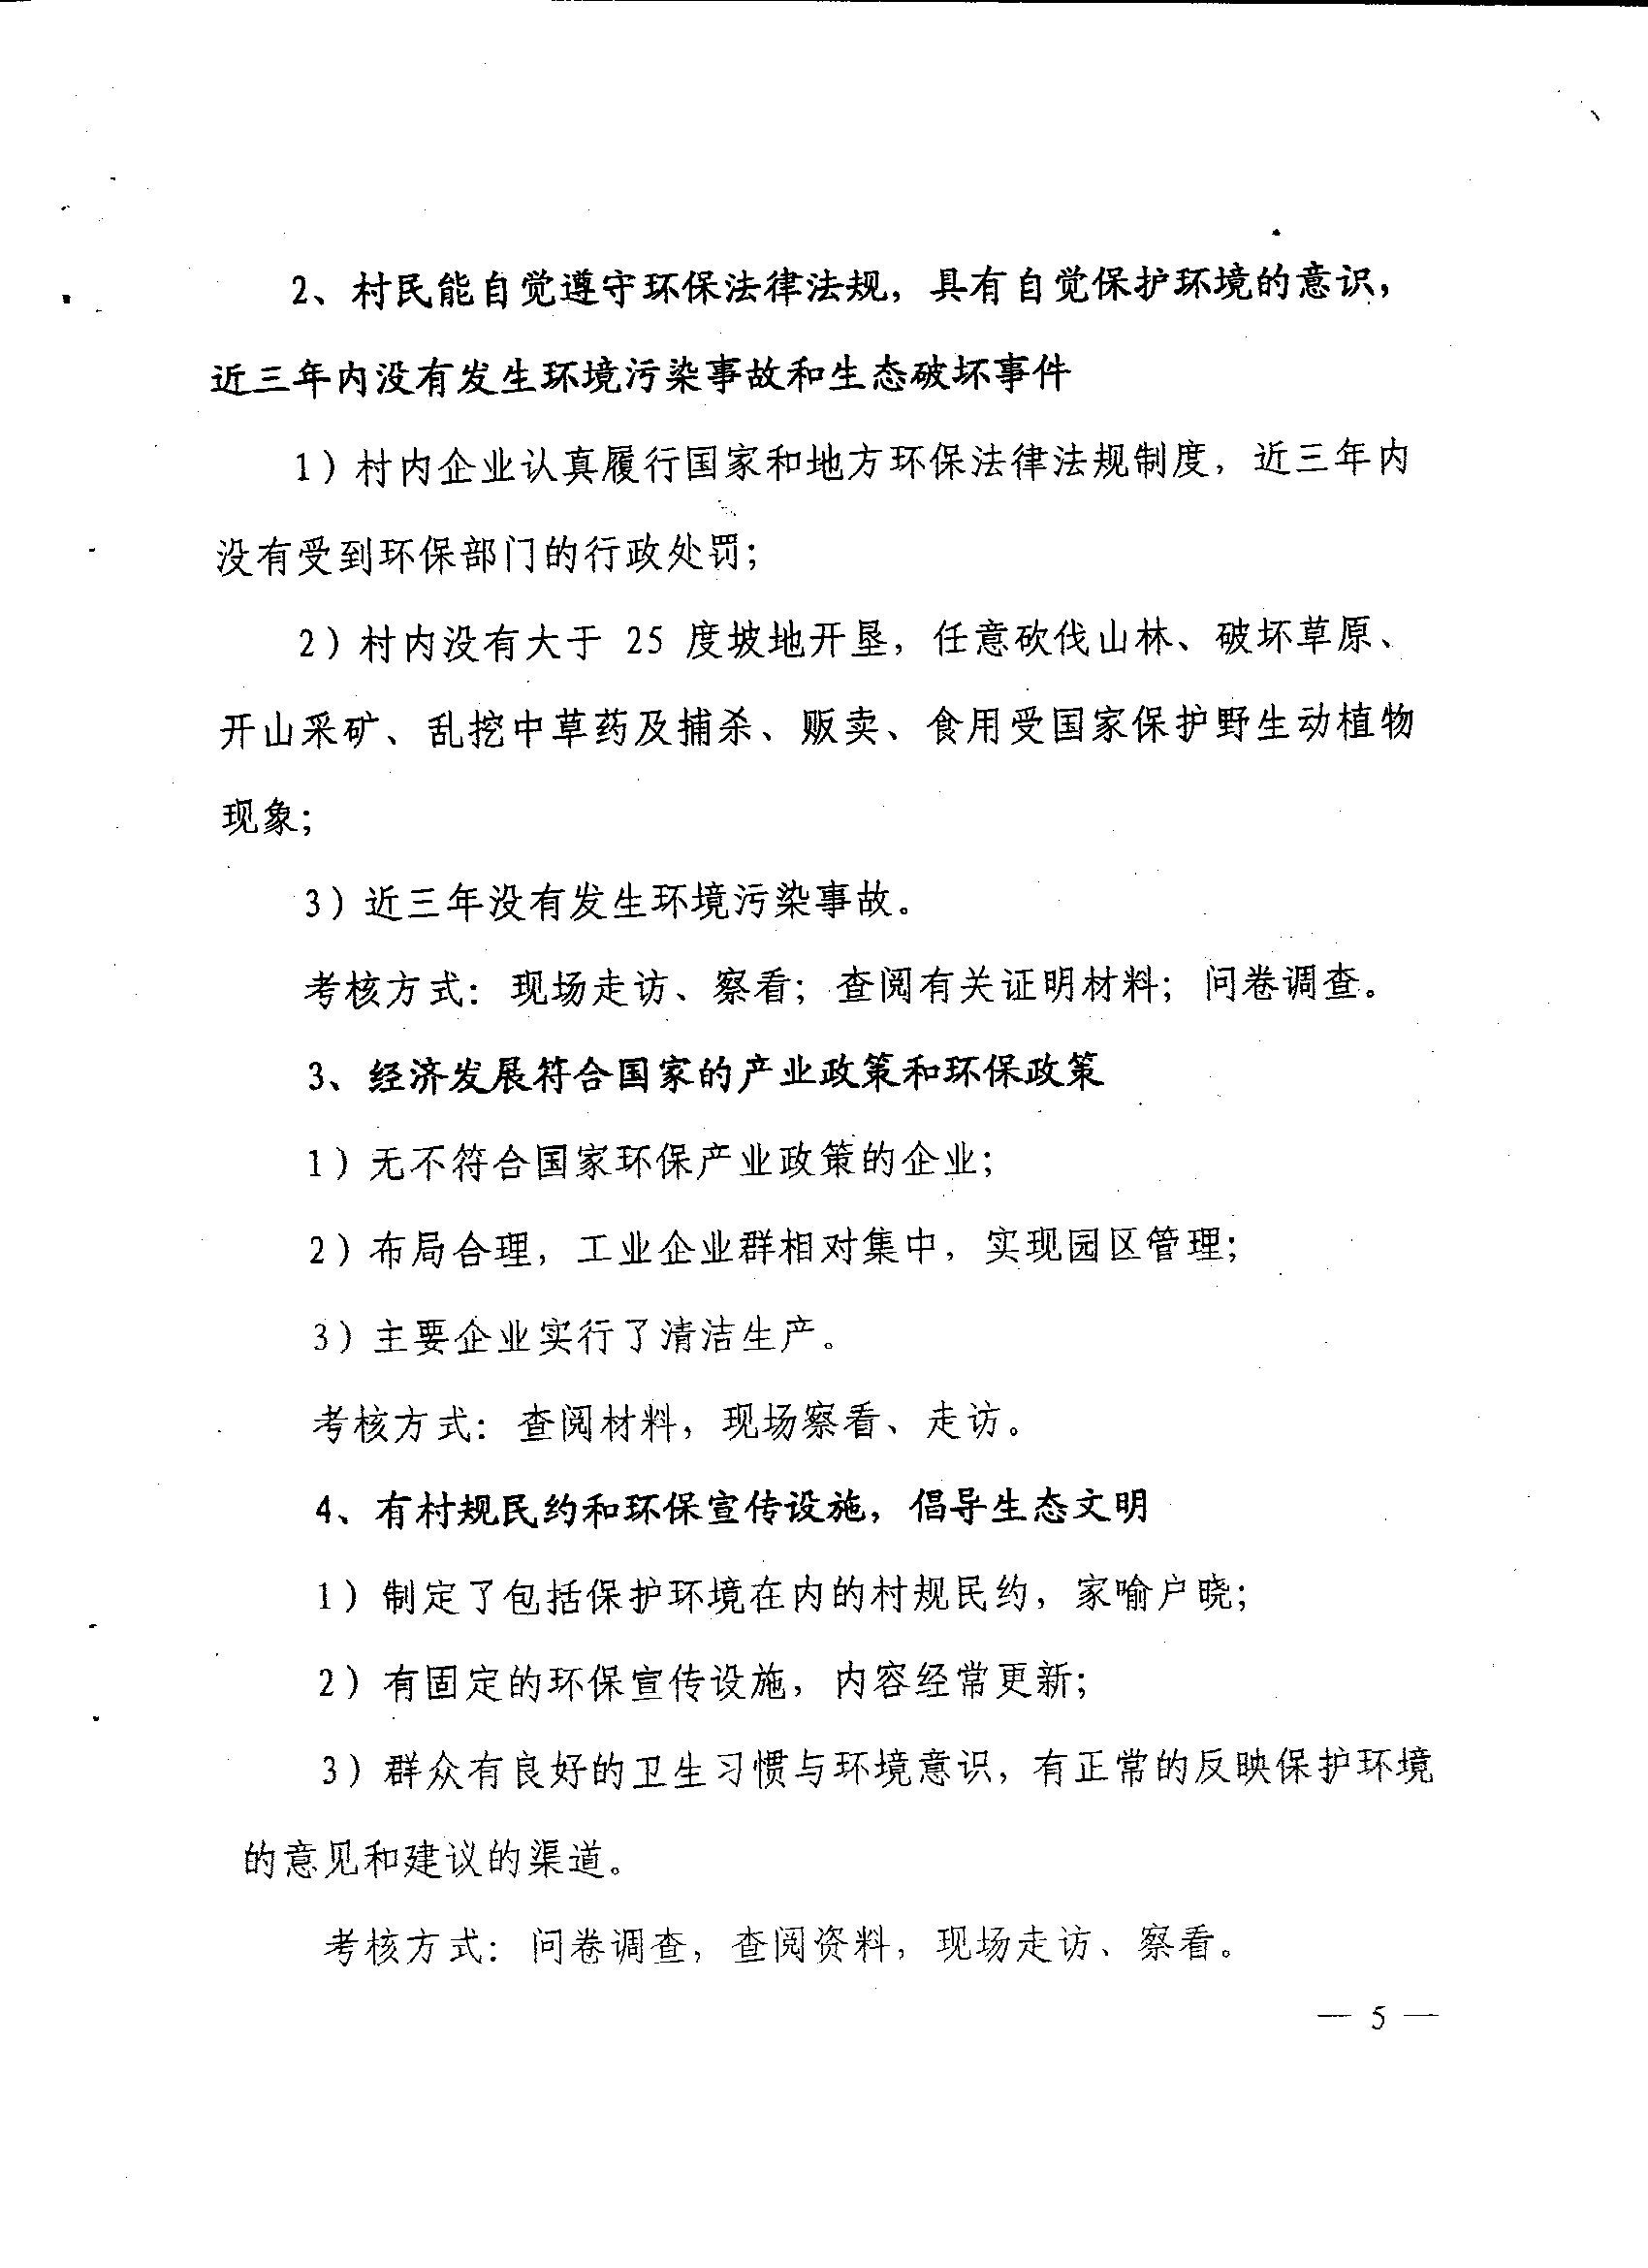 2、村民能自觉遵守环保法律法规，具有自觉保护环境的意识，
近三年内没有发生环境污染事故和生态破坏事件
1）村内企业认真履行国家和地方环保法律法规制度，近三年内
没有受到环保部门的行政处罚；
2）村内没有大于 25 度坡地开垦，任意砍伐山林、破坏草原、
开山采矿、乱挖中草药及捕杀、贩卖、食用受国家保护野生动植物
现象；
3）近三年没有发生环境污染事故。
考核方式：现场走访、察看；查阅有关证明材料；问卷调查。
3、经济发展符合国家的产业政策和环保政策
1）无不符合国家环保产业政策的企业；
2）布局合理，工业企业群相对集中，实现园区管理；
3）主要企业实行了清洁生产。
考核方式：查阅材料，现场察看、走访。
4、有村规民约和环保宣传设施，倡导生态文明
1）制定了包括保护环境在内的村规民约，家喻户晓；
2）有固定的环保宣传设施，内容经常更新；
3）群众有良好的卫生习惯与环境意识，有正常的反映保护环境
的意见和建议的渠道。
考核方式：问卷调查，查阅资料，现场走访、察看。
— 5 —